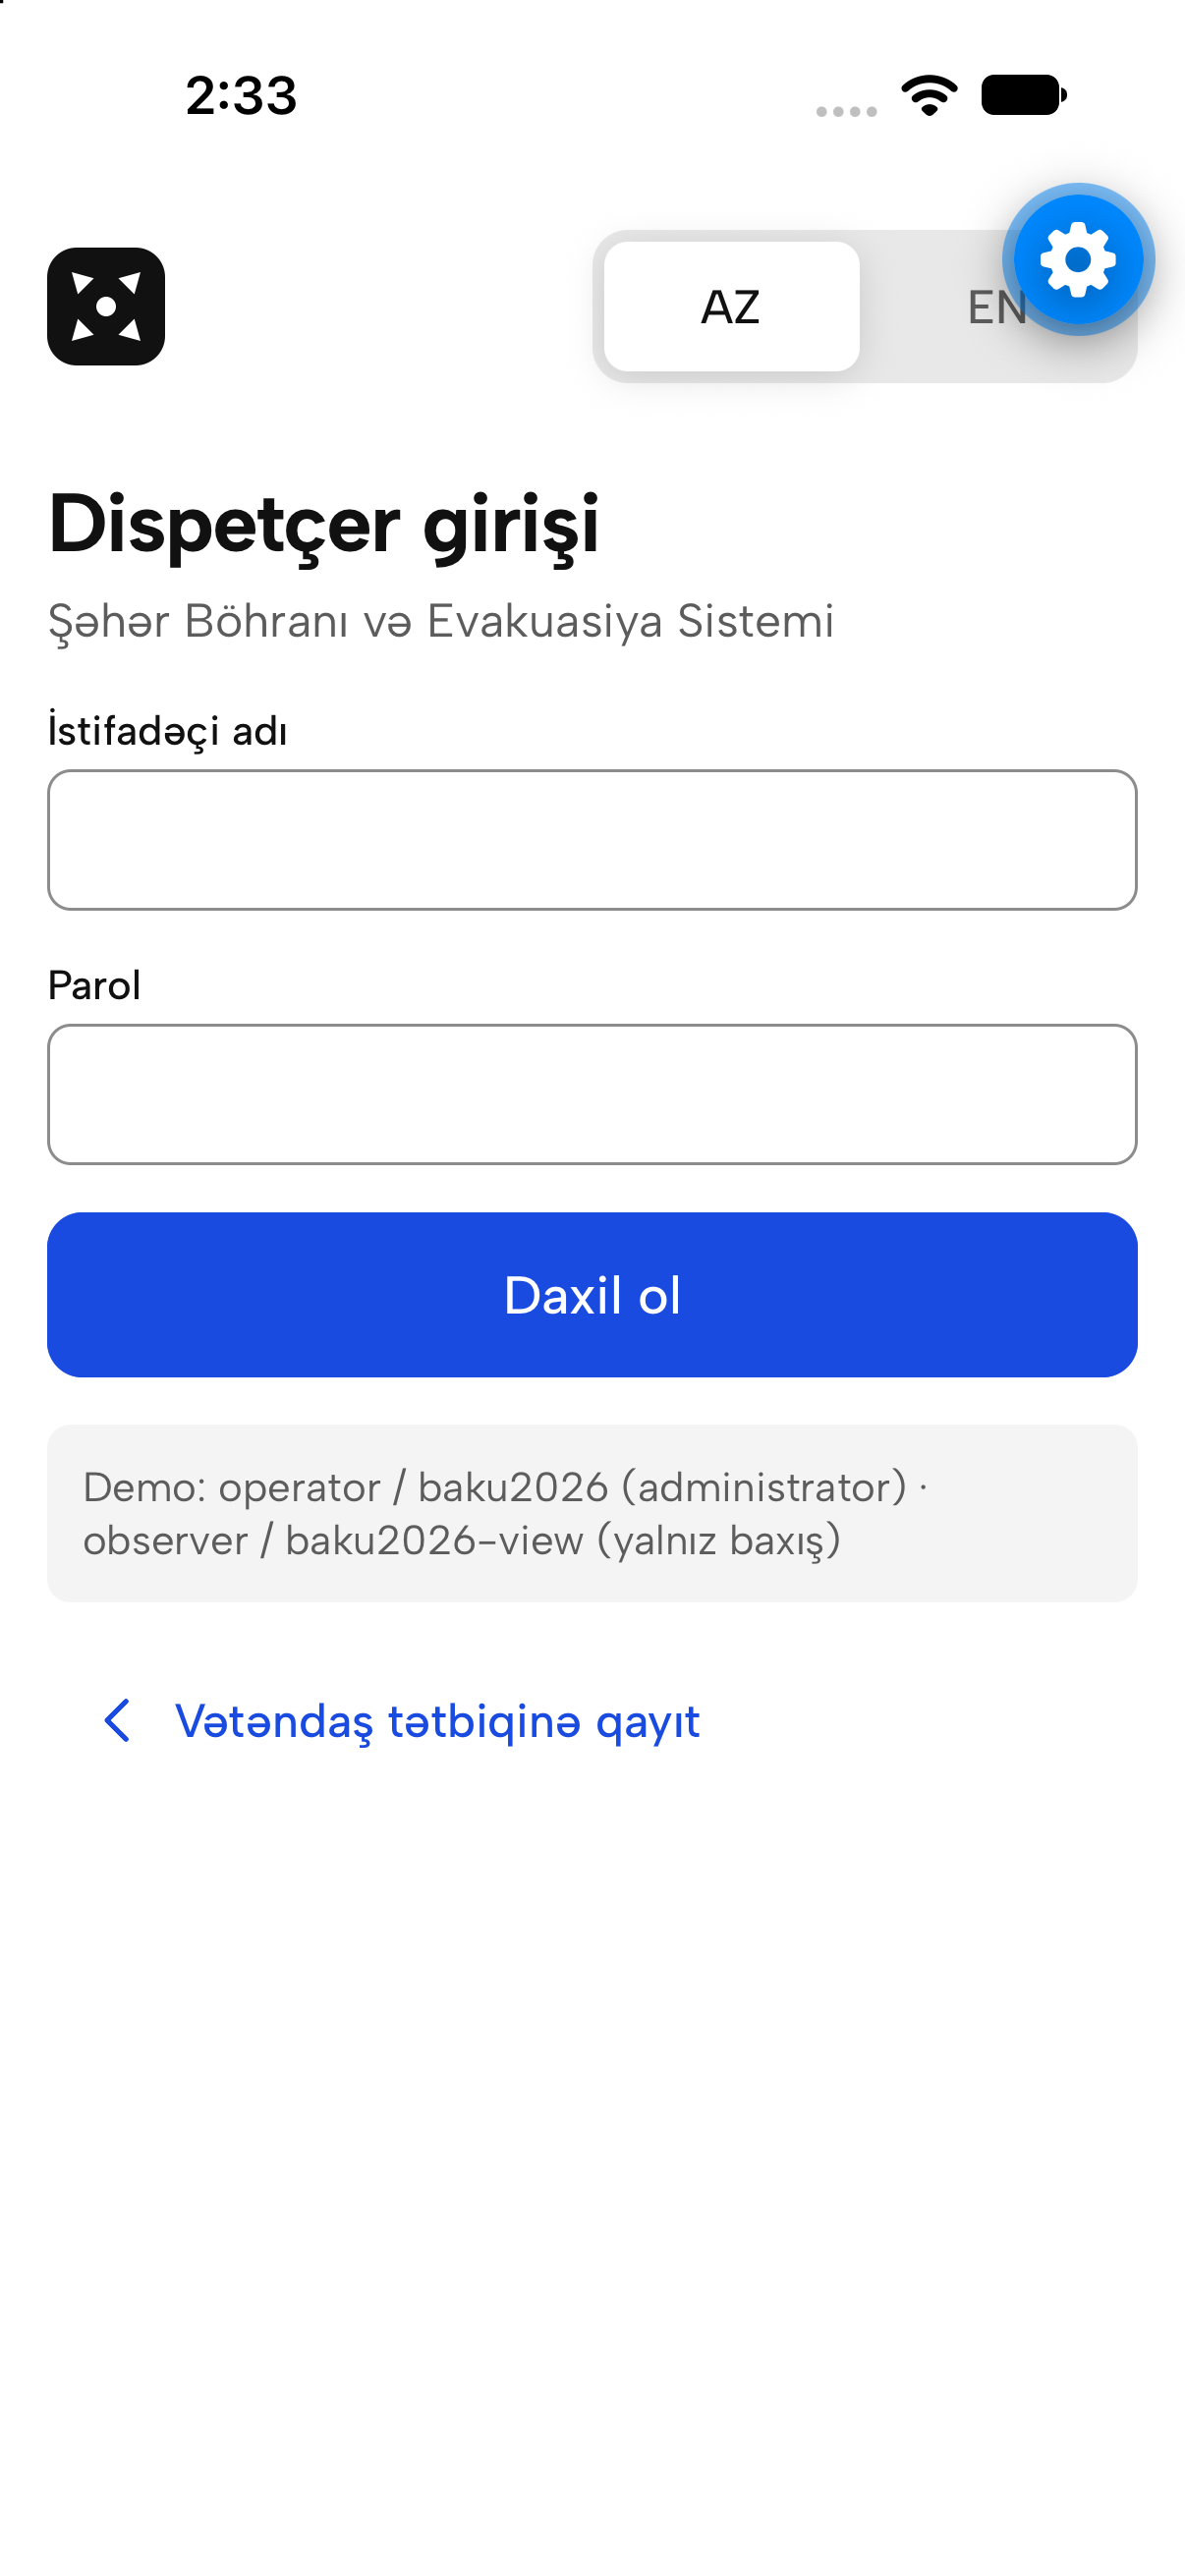 2:33
AZ
EN
Dispetçer girişi
Şəhər Böhranı və Evakuasiya Sistemi
İstifadəçi adı
Parol
Daxil ol
Demo: operator / baku2026 (administrator) ·
observer / baku2026-view (yalnız baxış)
Vətəndaş tətbiqinə qayıt